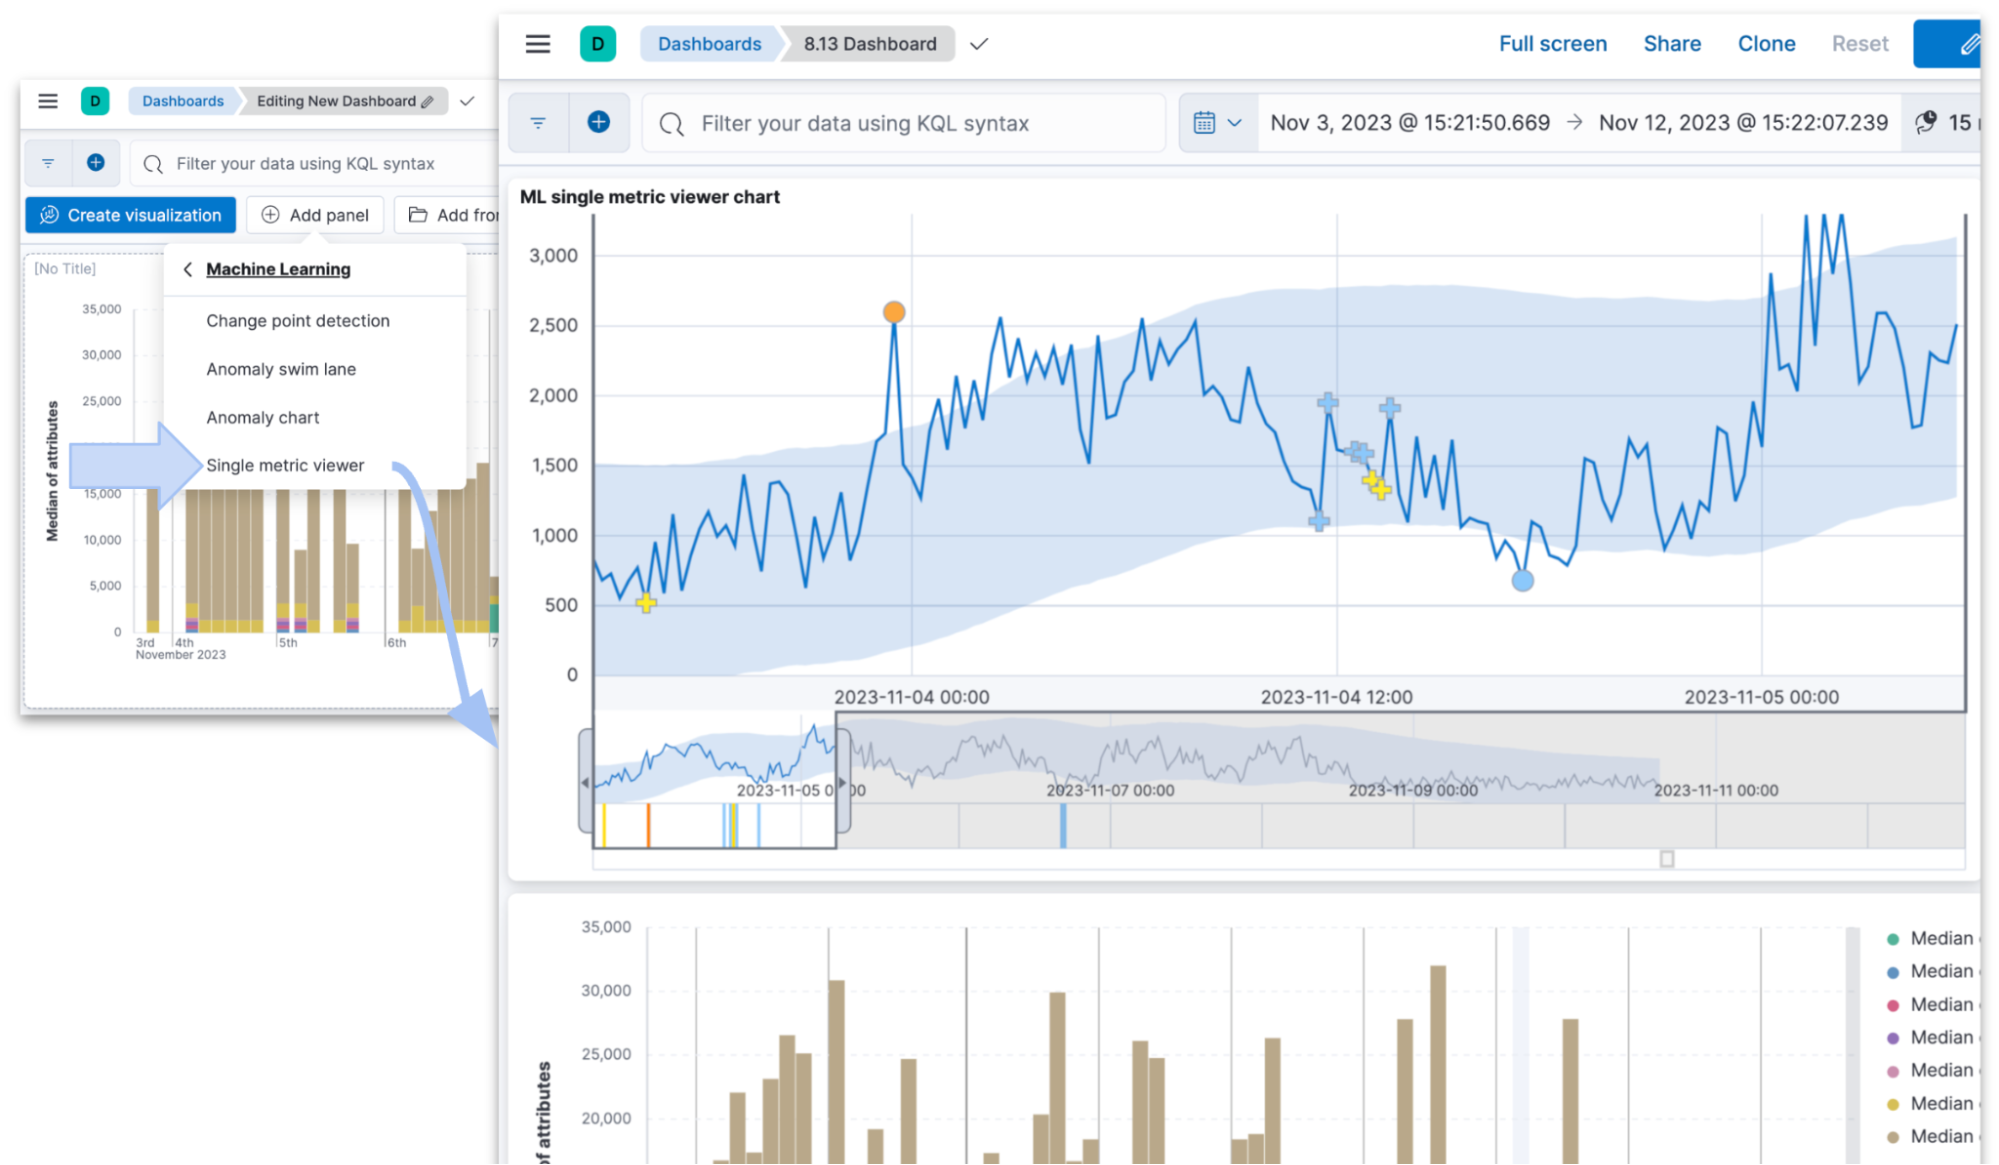 D
Dashboards
Editing New Dashboard
Filter your data using KQL syntax
Create visualization
Add panel
[No Title]
Machine Learning
Change point detection
Anomaly swim lane
Anomaly chart
Single metric viewer
Median of attributes
35,000
30,000
25,000
15,000
10,000
5,000
0
3rd
4th
5th
6th
7
November 2023
D
Dashboards
8.13 Dashboard
Full screen
Share
Clone
Reset
Filter your data using KQL syntax
Nov 3, 2023 @ 15:21:50.669 → Nov 12, 2023 @ 15:22:07.239
15
ML single metric viewer chart
3,000
2,500
2,000
1,500
1,000
500
0
2023-11-04 00:00
2023-11-04 12:00
2023-11-05 00:00
2023-11-05 0
00
2023-11-07 00:00
2023-11-09 00:00
2023-11-11 00:00
35,000
30,000
25,000
20,000
of attributes
Median
Median
Median
Median
Median
Median
Median